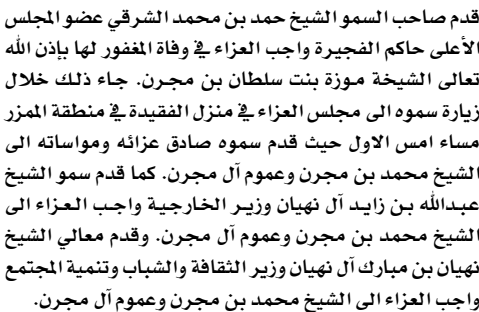 قدم صاحب السمو الشيخ حمد بن محمد الشرقي عضو المجلس
الأعلى حاكم الفجيرة واجب العزاء في وفاة المغفور لها بإذن الله
تعالى الشيخة موزة بنت سلطان بن مجرن. جاء ذلك خلال
زيارة سموه الى مجلس العزاء في منزل الفقيدة في منطقة المزر
مساء امس الاول حيث قدم سموه صادق عزائه ومواساته الى
الشيخ محمد بن مجرن وعموم آل مجرن. كما قدم سمو الشيخ
عبدالله بن زايد آل نهيان وزير الخارجية واجب العزاء الى
الشيخ محمد بن مجرن وعموم آل مجرن. وقدم معالي الشيخ
نهيان بن مبارك آل نهيان وزير الثقافة والشباب وتنمية المجتمع
واجب العزاء الى الشيخ محمد بن مجرن وعموم آل مجرن.